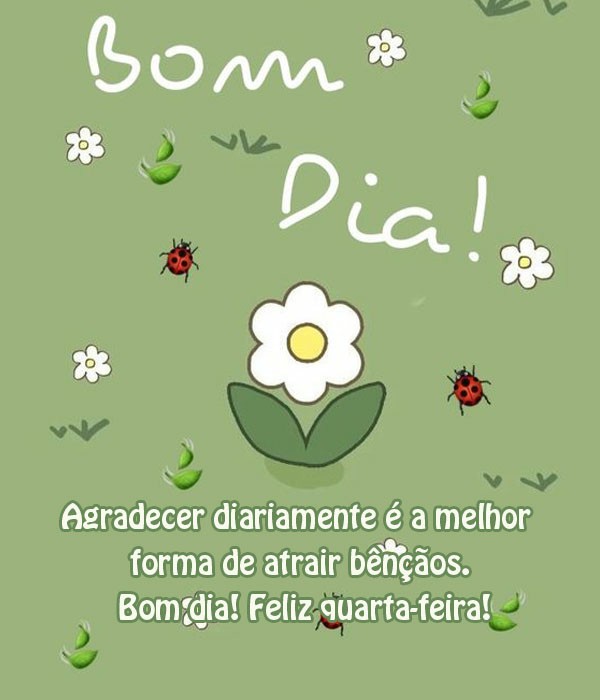 Bom
Dia!
Agradecer diariamente é a melhor
forma de atrair bênçãos.
Bom dia! Feliz quarta-feira!